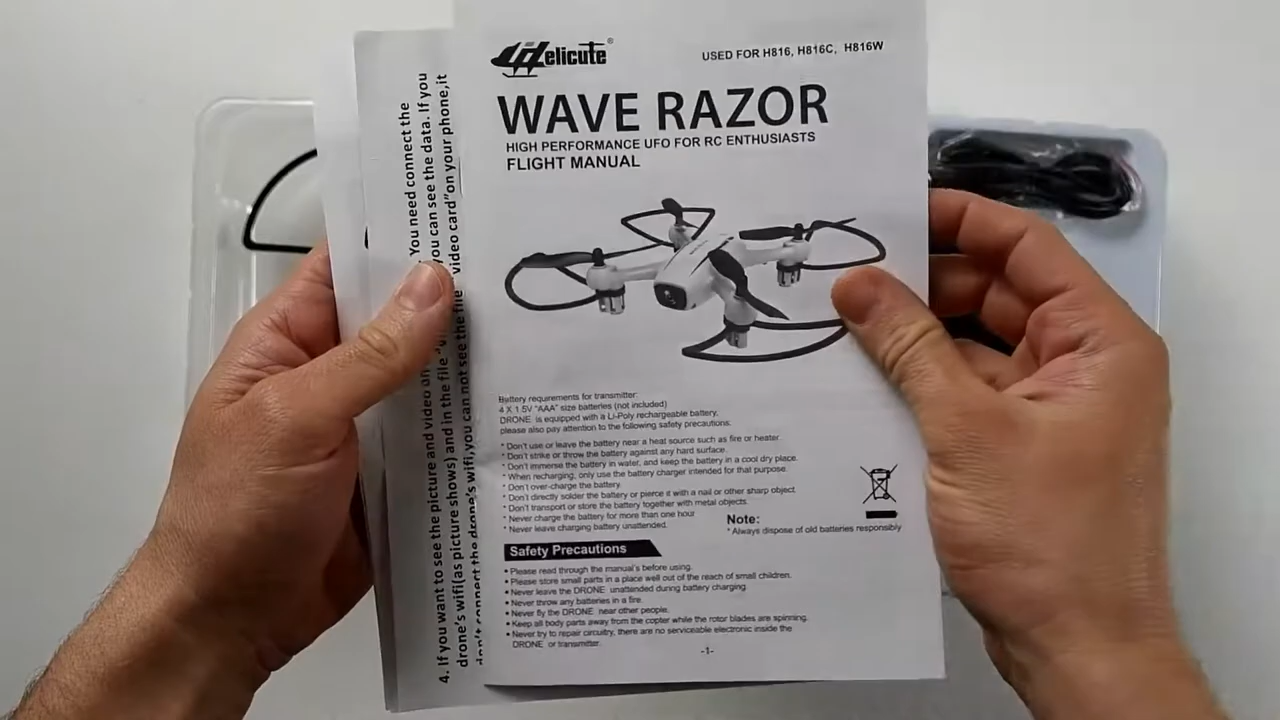 Helicute®
USED FOR H816, H816C, H816W
WAVE RAZOR
HIGH PERFORMANCE UFO FOR RC ENTHUSIASTS
FLIGHT MANUAL
Battery requirements for transmitter:
4 X 1.5V "AAA" size batteries (not included)
DRONE is equipped with a Li-Poly rechargeable battery,
please also pay attention to the following safety precautions:
* Don't use or leave the battery near a heat source such as fire or heater.
* Don't strike or throw the battery against any hard surface.
* Don't immerse the battery in water, and keep the battery in a cool dry place.
* When recharging, only use the battery charger intended for that purpose.
* Don't over-charge the battery.
* Don't directly solder the battery or pierce it with a nail or other sharp object.
* Don't transport or store the battery together with metal objects.
* Never charge the battery for more than one hour
* Never leave charging battery unattended.
Note:
* Always dispose of old batteries responsibly
Safety Precautions
• Please read through the manual's before using.
• Please store small parts in a place well out of the reach of small children.
• Never leave the DRONE unattended during battery charging.
• Never throw any batteries in a fire.
• Never fly the DRONE near other people.
• Keep all body parts away from the copter while the rotor blades are spinning.
• Never try to repair circuitry, there are no serviceable electronic inside the
DRONE or transmitter.
-1-
4. If you want to see the picture and video on . You need connect the
drone's wifi(as picture shows) and in the file you can see the data. If you
don't connect the drone's wifi,you can not see the file video card"on your phone,it